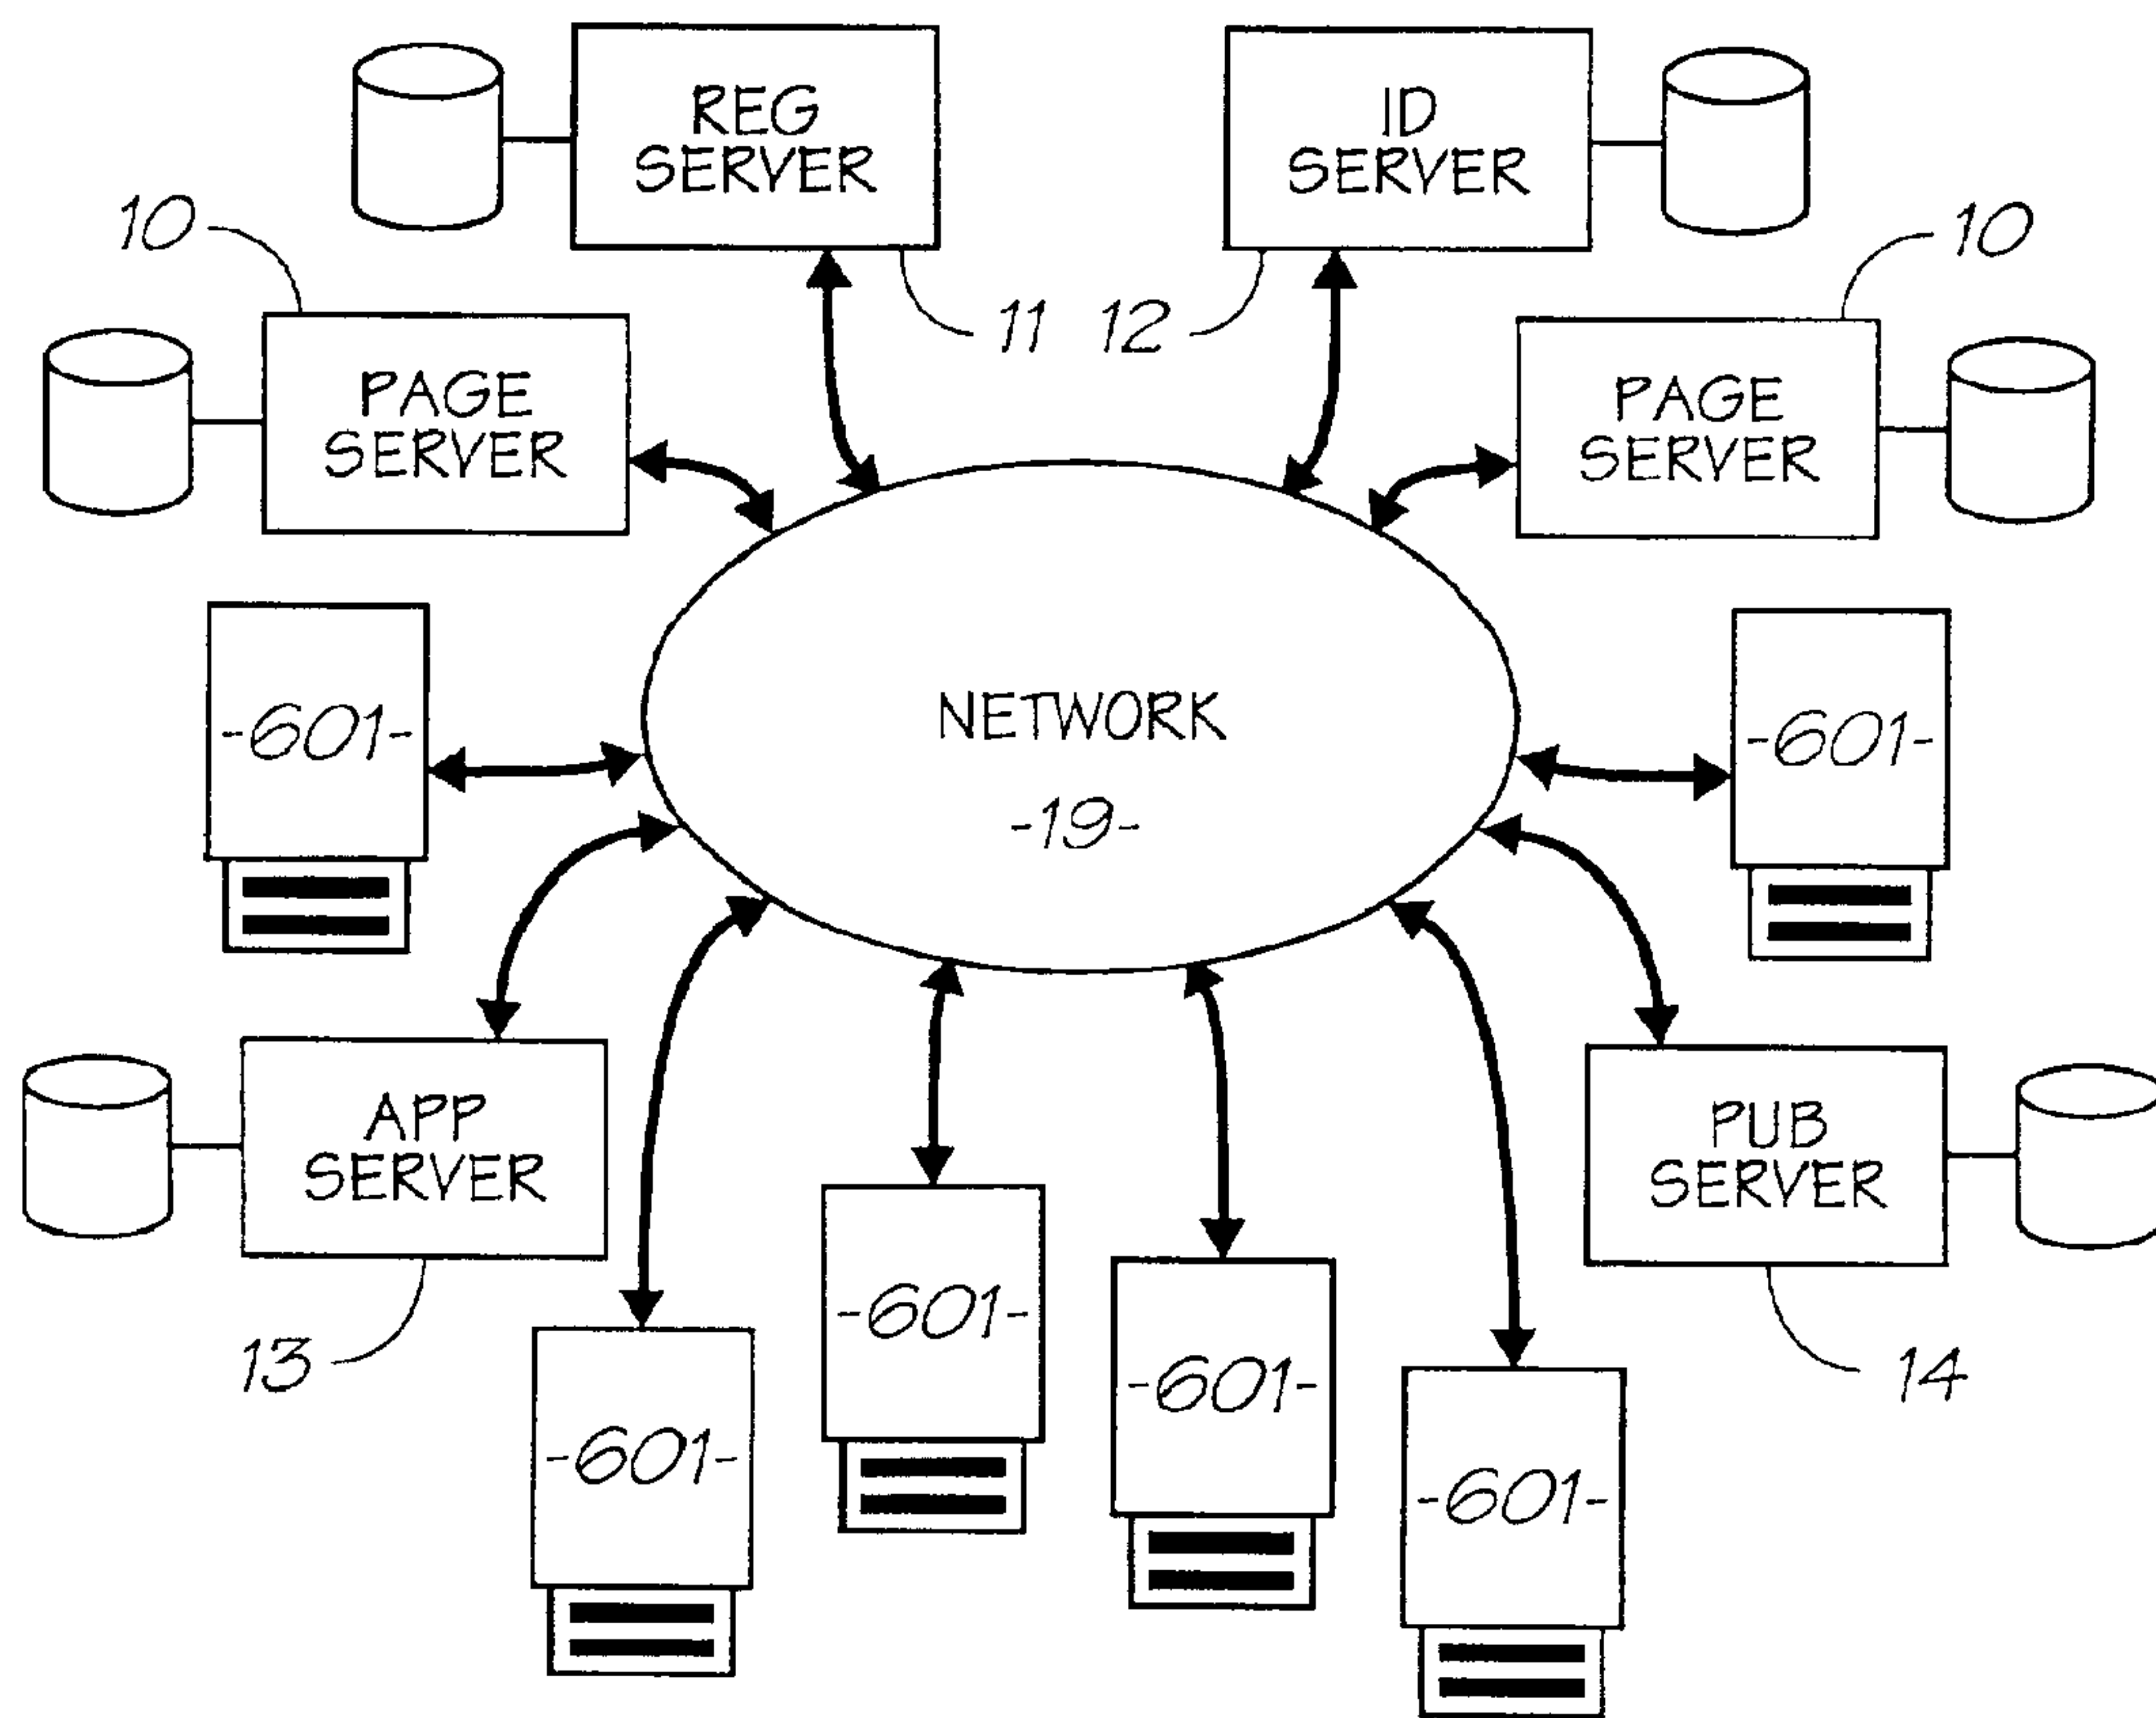 REG
SERVER
ID
SERVER
10
10
11
12
PAGE
SERVER
PAGE
SERVER
-601-
NETWORK
-19-
-601-
APP
SERVER
PUB
SERVER
13
14
-601-
-601-
-601-
-601-